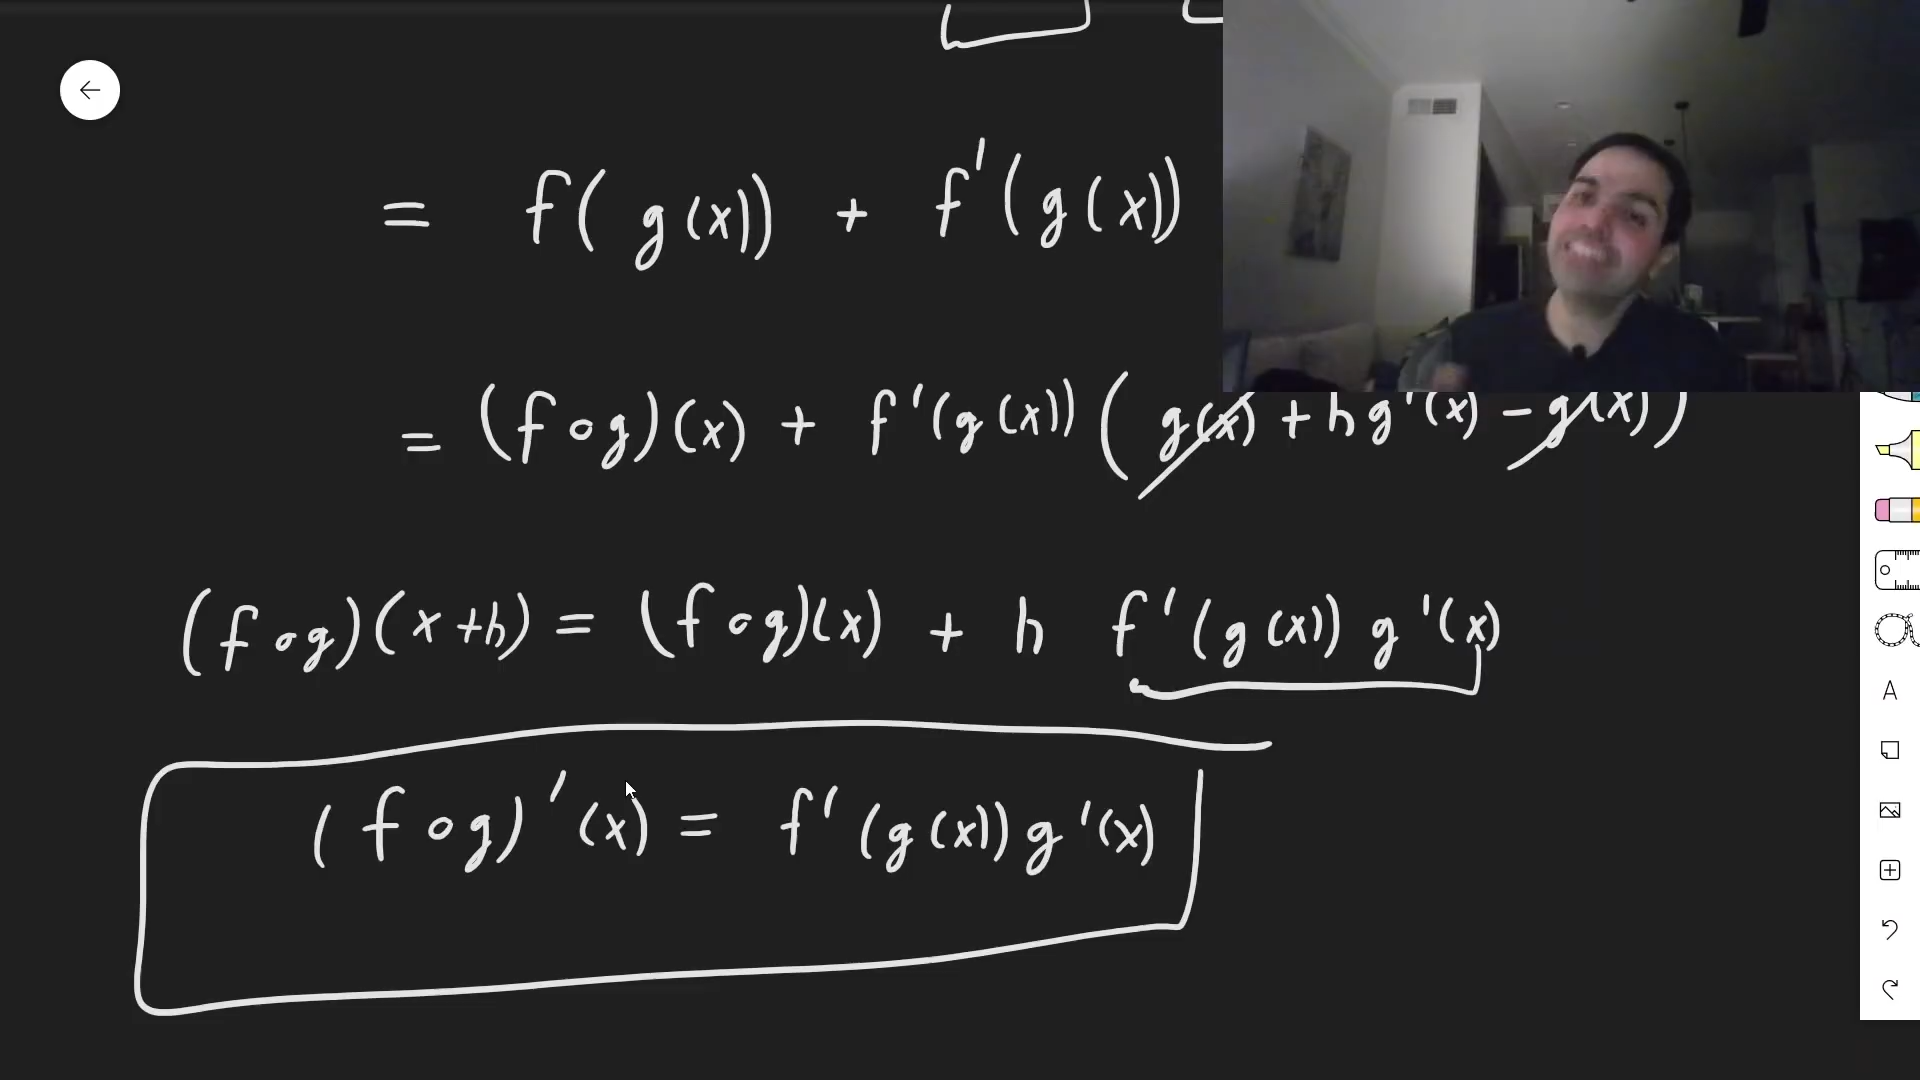 = f( g(x)) + f'(g(x))
= (f∘g)(x) + f'(g(x)) (g(x) + hg'(x) - g(x))
(f∘g)(x+h) = (f∘g)(x) + h f'(g(x)) g'(x)
(f∘g)'(x) = f'(g(x)) g'(x)
A